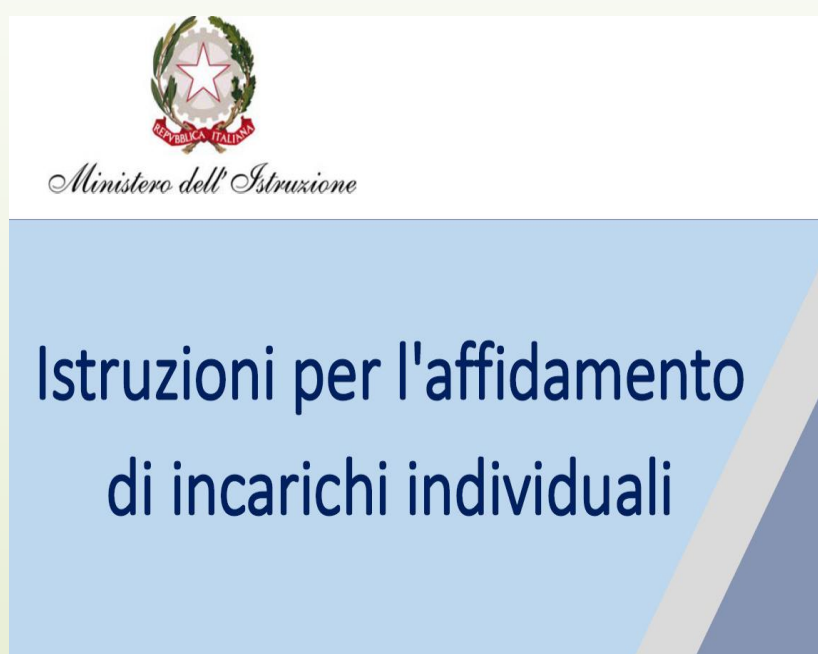 REPVBBLICA ITALIANA
Ministero dell'Istruzione
Istruzioni per l'affidamento
di incarichi individuali